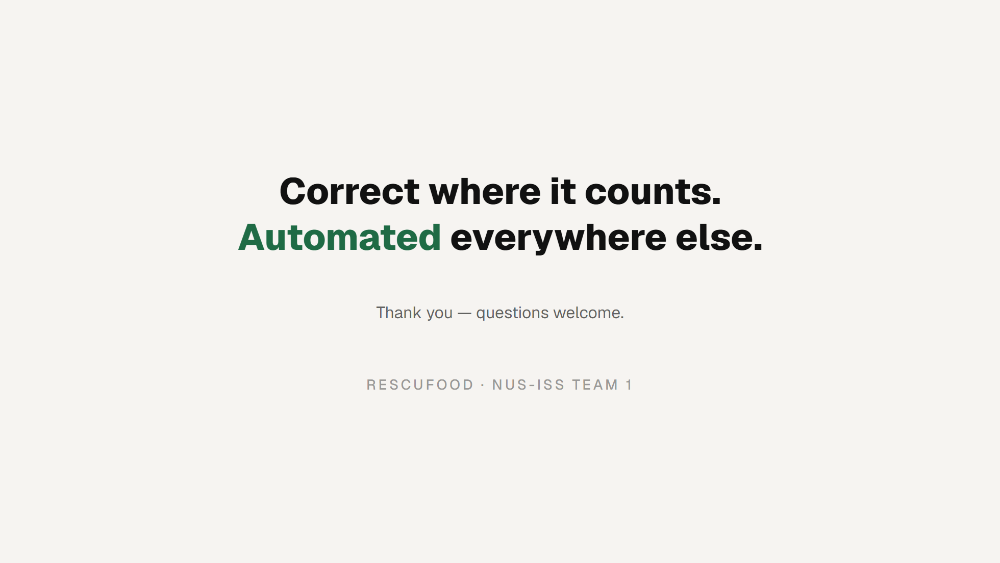 Correct where it counts.
Automated everywhere else.
Thank you — questions welcome.
RESCUFOOD · NUS-ISS TEAM 1